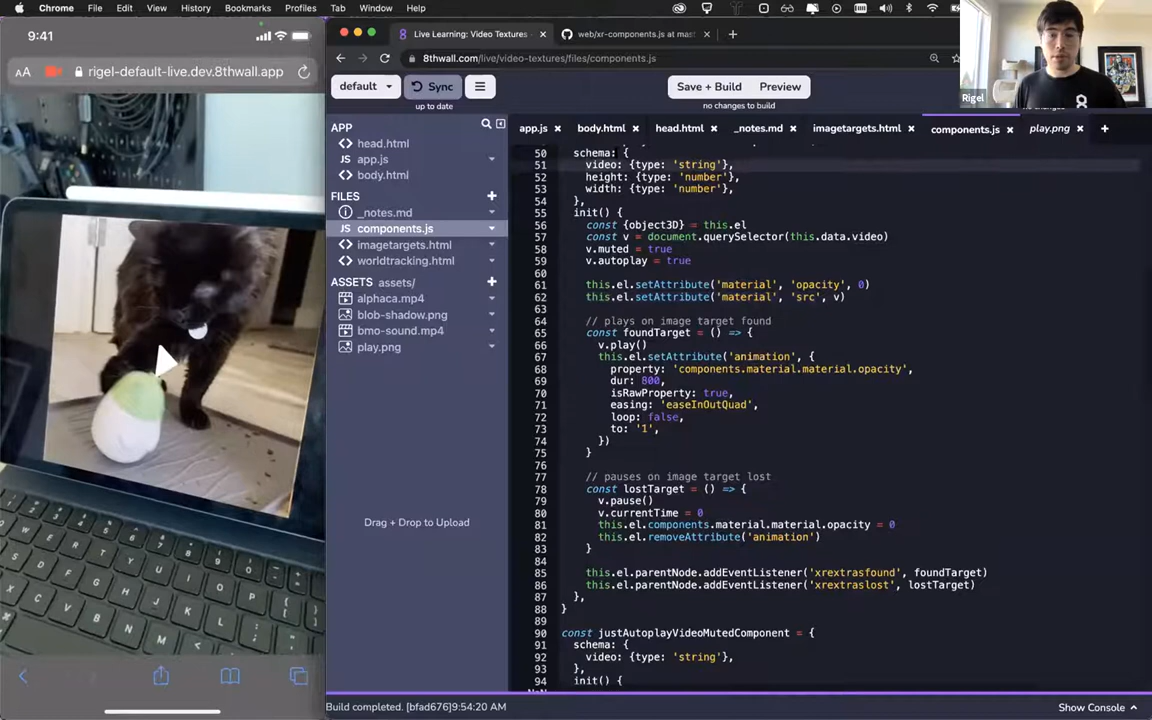 Chrome File Edit View History Bookmarks Profiles Tab Window Help
9:41
AA rigel-default-live.dev.8thwall.app
Live Learning: Video Textures -
web/xr-components.js at mast
8thwall.com/live/video-textures/files/components.js
Rigel
default
Sync
up to date
Save + Build Preview
no changes to build
APP
head.html
JS app.js
body.html
FILES
_notes.md
JS components.js
imagetargets.html
worldtracking.html
ASSETS assets/
alphaca.mp4
blob-shadow.png
bmo-sound.mp4
play.png
Drag + Drop to Upload
app.js body.html head.html _notes.md imagetargets.html components.js play.png
50 schema: {
51 video: {type: 'string'},
52 height: {type: 'number'},
53 width: {type: 'number'},
54 },
55 init() {
56 const {object3D} = this.el
57 const v = document.querySelector(this.data.video)
58 v.muted = true
59 v.autoplay = true
60
61 this.el.setAttribute('material', 'opacity', 0)
62 this.el.setAttribute('material', 'src', v)
63
64 // plays on image target found
65 const foundTarget = () => {
66 v.play()
67 this.el.setAttribute('animation', {
68 property: 'components.material.material.opacity',
69 dur: 800,
70 isRawProperty: true,
71 easing: 'easeInOutQuad',
72 loop: false,
73 to: '1',
74 })
75 }
76
77 // pauses on image target lost
78 const lostTarget = () => {
79 v.pause()
80 v.currentTime = 0
81 this.el.components.material.material.opacity = 0
82 this.el.removeAttribute('animation')
83 }
84
85 this.el.parentNode.addEventListener('xrextrasfound', foundTarget)
86 this.el.parentNode.addEventListener('xrextraslost', lostTarget)
87 },
88 }
89
90 const justAutoplayVideoMutedComponent = {
91 schema: {
92 video: {type: 'string'},
93 },
94 init() {
Build completed. [bfad676]9:54:20 AM
Show Console